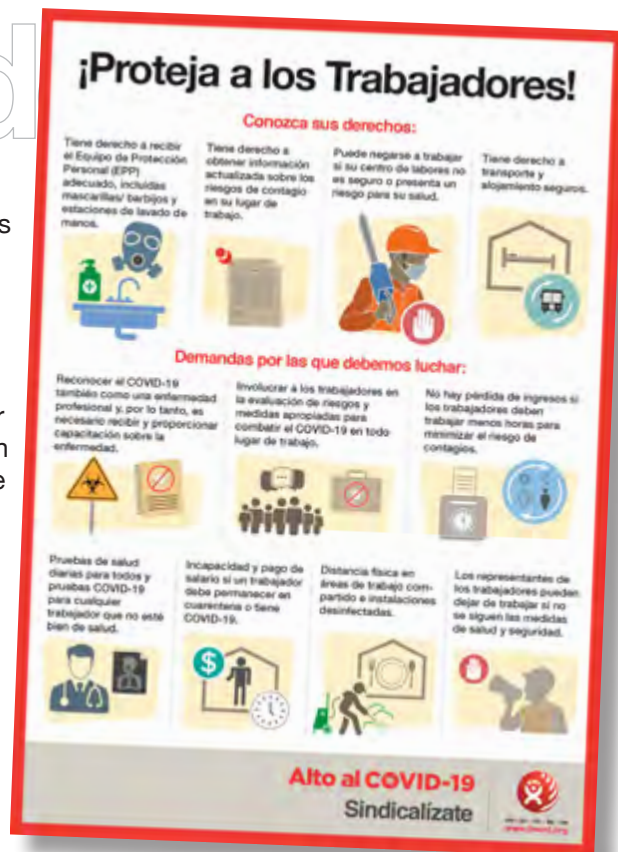 d
s
r
n
e
¡Proteja a los Trabajadores!
Conozca sus derechos:
Tiene derecho a recibir
el Equipo de Protección
Personal (EPP)
adecuado, incluidas
mascarillas/ barbijos y
estaciones de lavado de
manos.
Tiene derecho a
obtener información
actualizada sobre los
riesgos de contagio
en su lugar de
trabajo.
Puede negarse a trabajar
si su centro de labores no
es seguro o presenta un
riesgo para su salud.
Tiene derecho a
transporte y
alojamiento seguros.
Demandas por las que debemos luchar:
Reconocer el COVID-19
también como una enfermedad
profesional y, por lo tanto, es
necesario recibir y proporcionar
capacitación sobre la
enfermedad.
Involucrar a los trabajadores en
la evaluación de riesgos y
medidas apropiadas para
combatir el COVID-19 en todo
lugar de trabajo.
No hay pérdida de ingresos si
los trabajadores deben
trabajar menos horas para
minimizar el riesgo de
contagios.
Pruebas de salud
diarias para todos y
pruebas COVID-19
para cualquier
trabajador que no esté
bien de salud.
Incapacidad y pago de
salario si un trabajador
debe permanecer en
cuarentena o tiene
COVID-19.
$
Distancia física en
áreas de trabajo com-
partido e instalaciones
desinfectadas.
Los representantes de
los trabajadores pueden
dejar de trabajar si no
se siguen las medidas
de salud y seguridad.
Alto al COVID-19
Sindicalízate
www.bwint.org